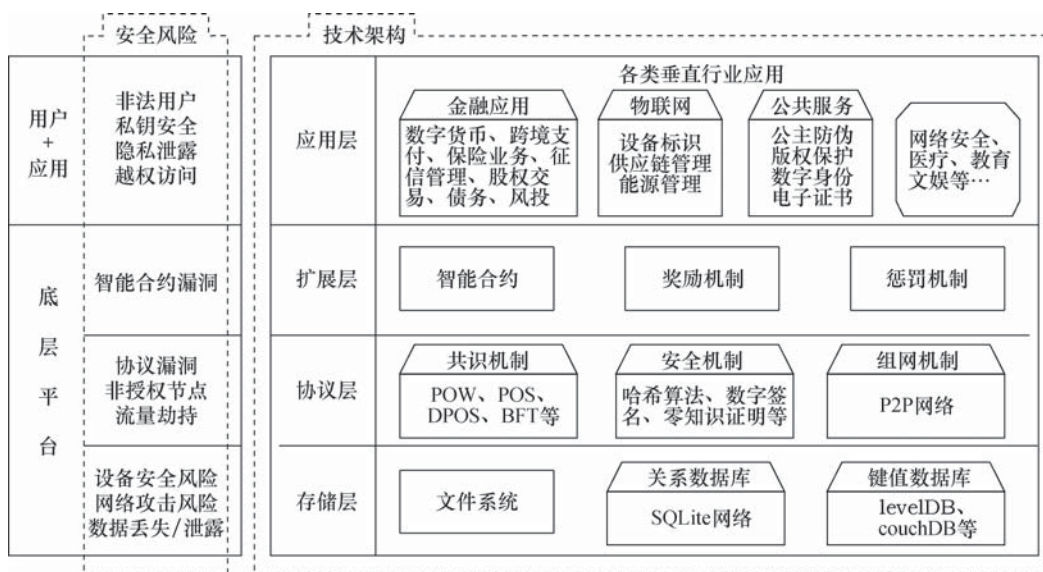 安全风险
技术架构
用户
+
应用
非法用户
私钥安全
隐私泄露
越权访问
应用层
各类垂直行业应用
金融应用
数字货币、跨境支
付、保险业务、征
信管理、股权交
易、债务、风投
物联网
设备标识
供应链管理
能源管理
公共服务
公主防伪
版权保护
数字身份
电子证书
网络安全、
医疗、教育
文娱等…
底
层
平
台
智能合约漏洞
扩展层
智能合约
奖励机制
惩罚机制
协议漏洞
非授权节点
流量劫持
协议层
共识机制
POW、POS、
DPOS、BFT等
安全机制
哈希算法、数字签
名、零知识证明等
组网机制
P2P网络
设备安全风险
网络攻击风险
数据丢失/泄露
存储层
文件系统
关系数据库
SQLite网络
键值数据库
levelDB、
couchDB等